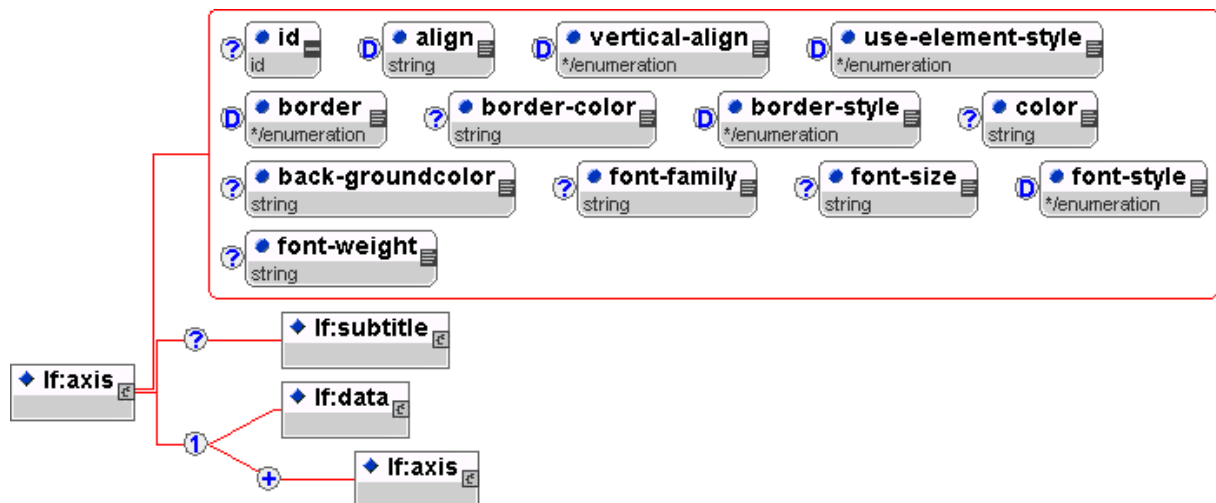 ? id D align D vertical-align D use-element-style
id string */enumeration */enumeration
D border ? border-color D border-style ? color
*/enumeration string */enumeration string
? back-groundcolor ? font-family ? font-size D font-style
string string string */enumeration
? font-weight
string
? lf:subtitle
lf:axis
lf:data
1
+ lf:axis